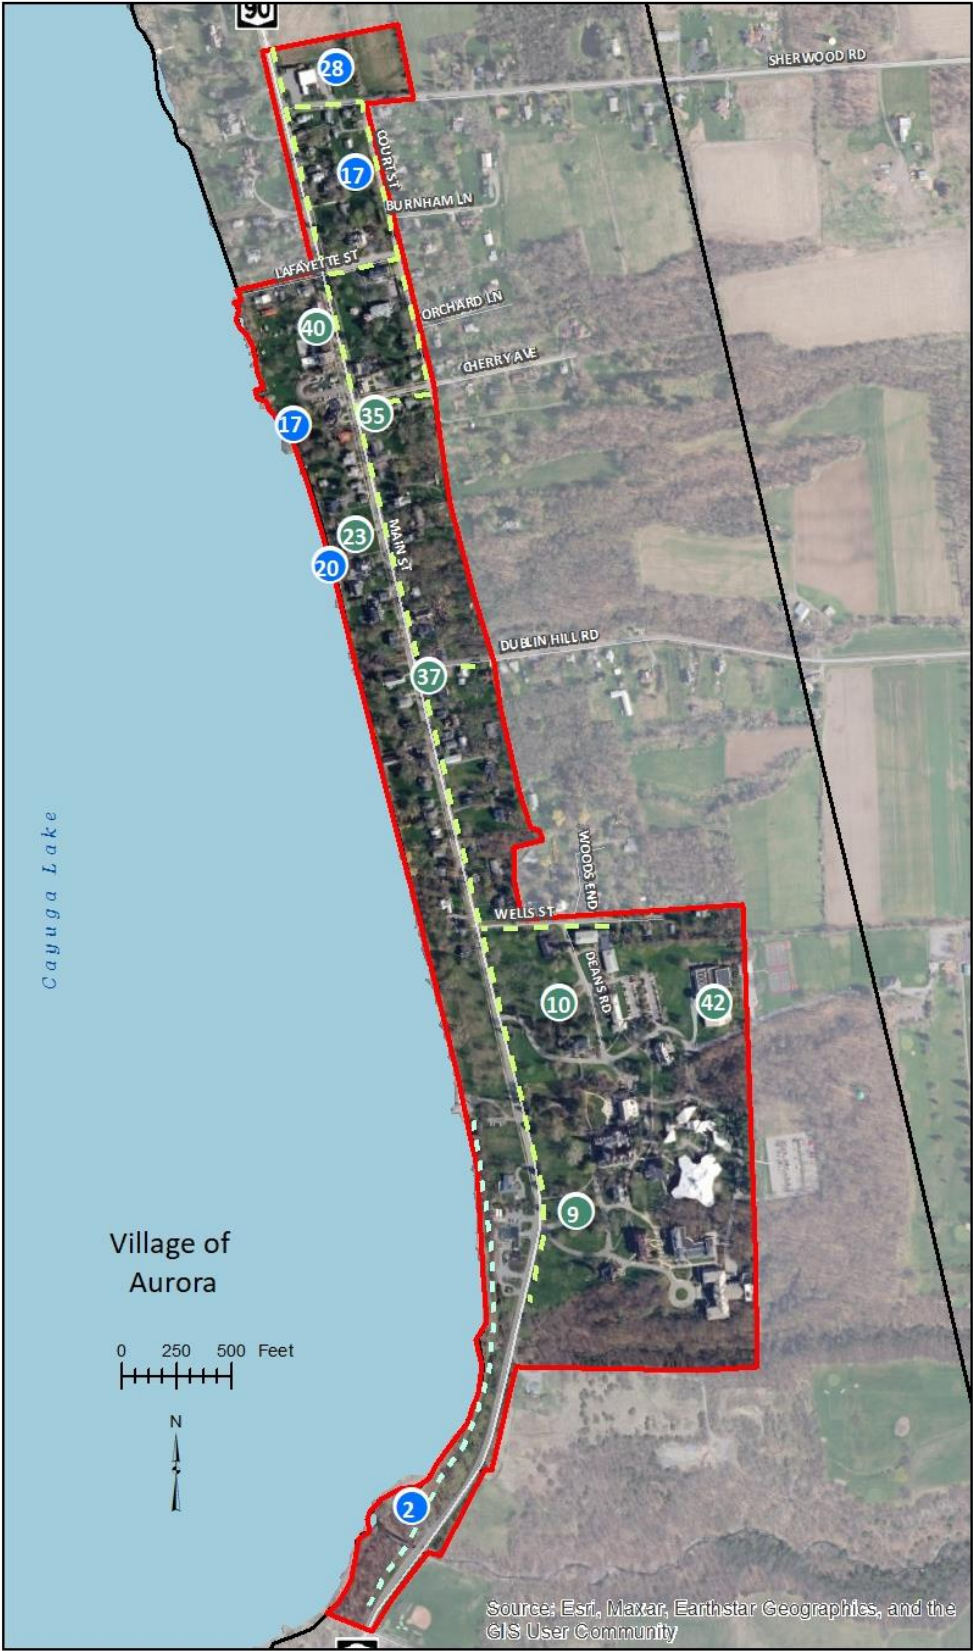 90
28
SHERWOOD RD
COURT ST
17
BURNHAM LN
LAFAYETTE ST
ORCHARD LN
40
CHERRY AVE
35
17
MAIN ST
23
20
DUBLIN HILL RD
37
Cayuga Lake
WOODS END
WELLS ST
DEANS RD
10
42
9
Village of
Aurora
0 250 500 Feet
N
2
Source: Esri, Maxar, Earthstar Geographics, and the
GIS User Community